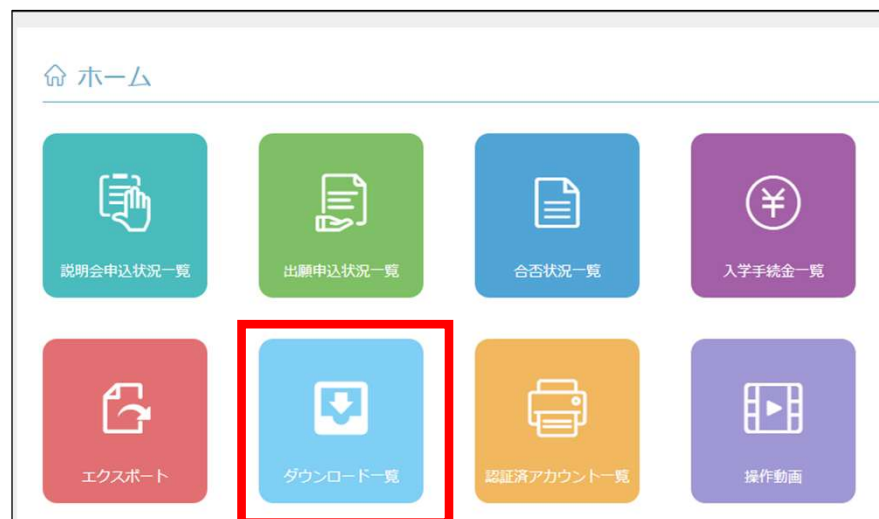 ホーム
説明会申込状況一覧
出願申込状況一覧
合否状況一覧
入学手続金一覧
エクスポート
ダウンロード一覧
認証済アカウント一覧
操作動画